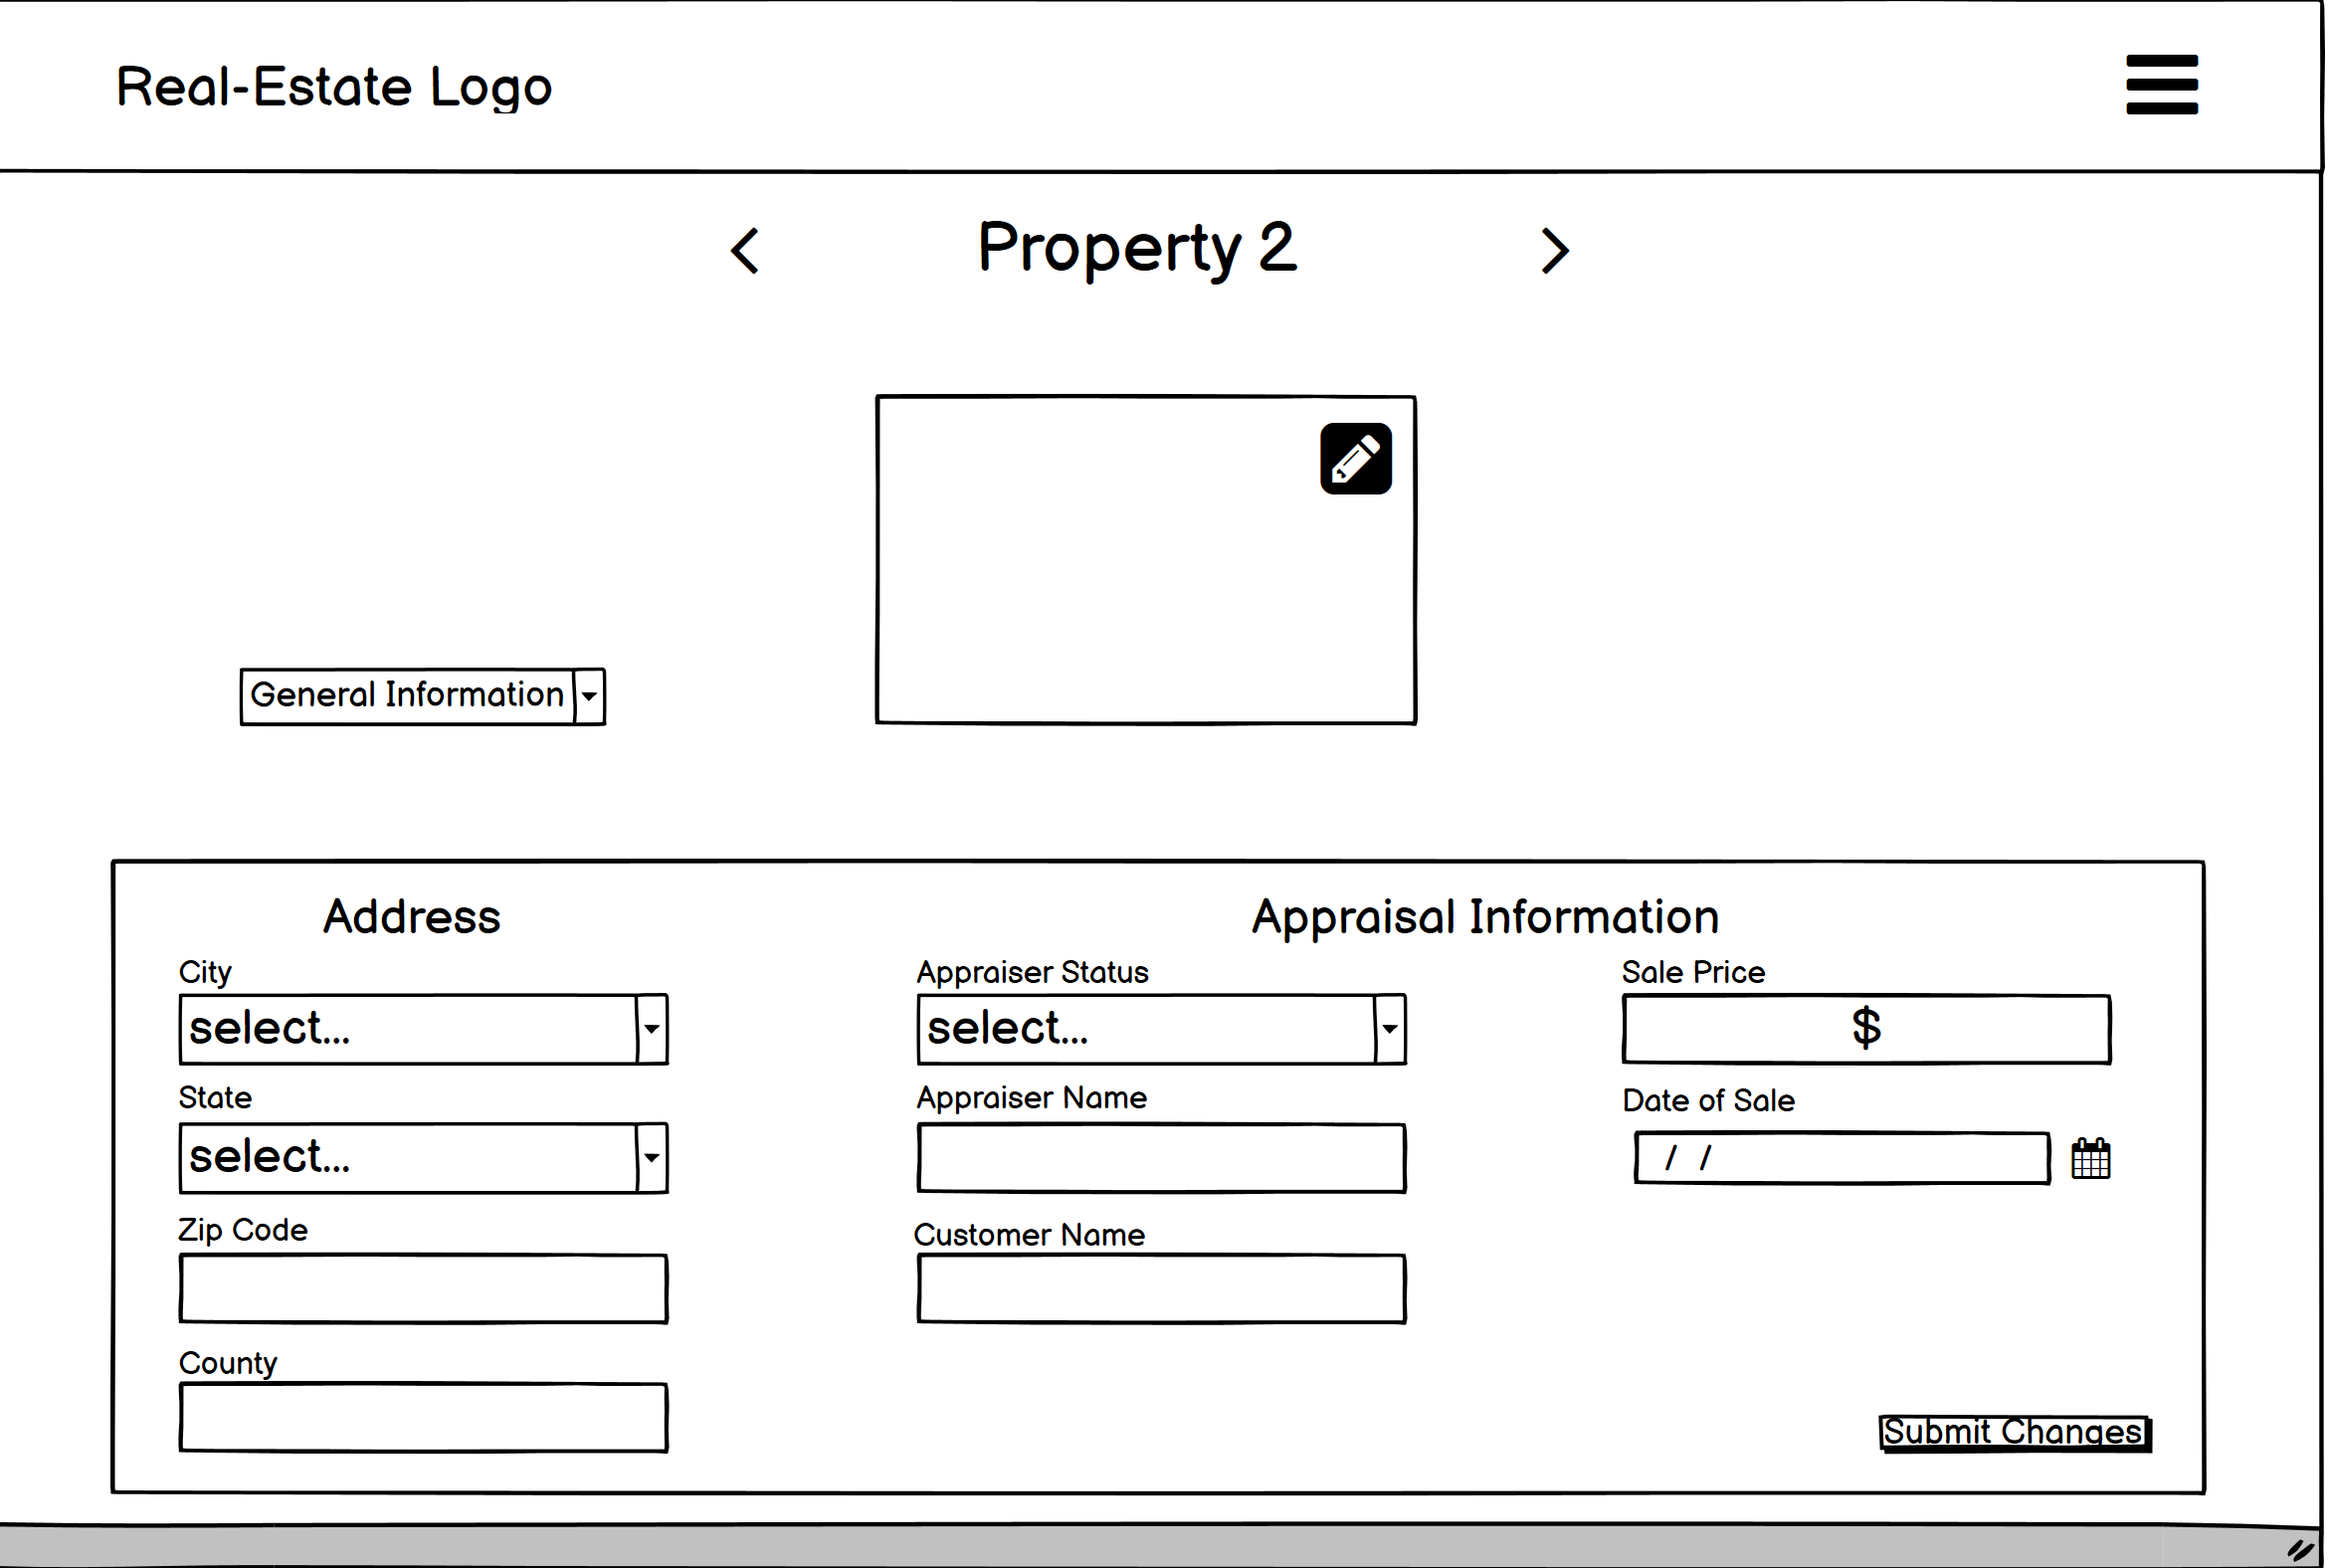 Real-Estate Logo
Property 2
General Information
Address
Appraisal Information
City
Appraiser Status
Sale Price
select...
select...
$
State
Appraiser Name
Date of Sale
select...
/ /
Zip Code
Customer Name
County
Submit Changes